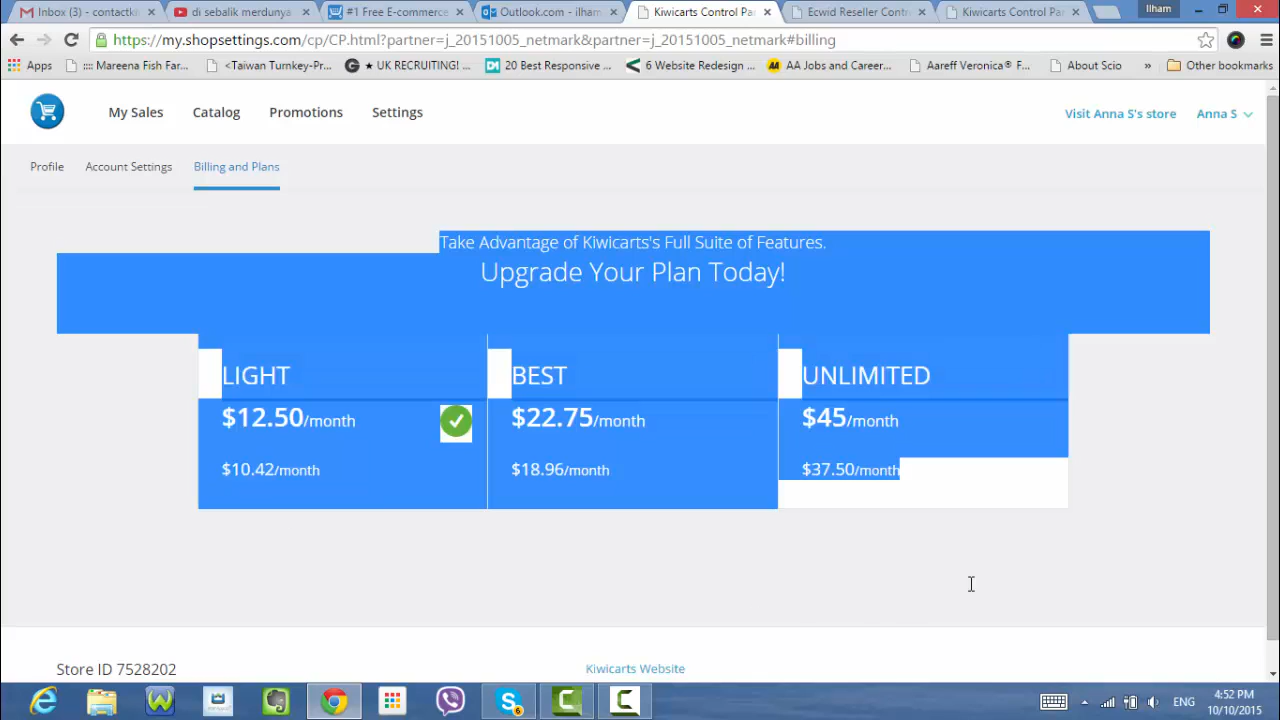 Inbox (3) - contactki
di sebalik merdunya
#1 Free E-commerce
Outlook.com - ilham
Kiwicarts Control Pa
Ecwid Reseller Contr
Kiwicarts Control Pa
Ilham
https://my.shopsettings.com/cp/CP.html?partner=j_20151005_netmark&partner=j_20151005_netmark#billing
Apps
:::: Mareena Fish Far...
<Taiwan Turnkey-Pr...
★ UK RECRUITING! ...
20 Best Responsive ...
6 Website Redesign ...
AA Jobs and Career...
Aareff Veronica® F...
About Scio
»
Other bookmarks
My Sales
Catalog
Promotions
Settings
Visit Anna S's store
Anna S
Profile
Account Settings
Billing and Plans
Take Advantage of Kiwicarts's Full Suite of Features.
Upgrade Your Plan Today!
LIGHT
$12.50/month
$10.42/month
BEST
$22.75/month
$18.96/month
UNLIMITED
$45/month
$37.50/month
Store ID 7528202
Kiwicarts Website
ENG
4:52 PM
10/10/2015